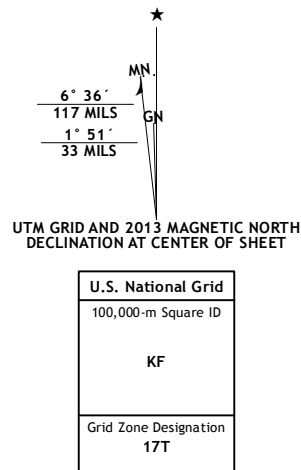 ★
MN
6° 36´
117 MILS
GN
1° 51´
33 MILS
UTM GRID AND 2013 MAGNETIC NORTH
DECLINATION AT CENTER OF SHEET
U.S. National Grid
100,000-m Square ID
KF
Grid Zone Designation
17T